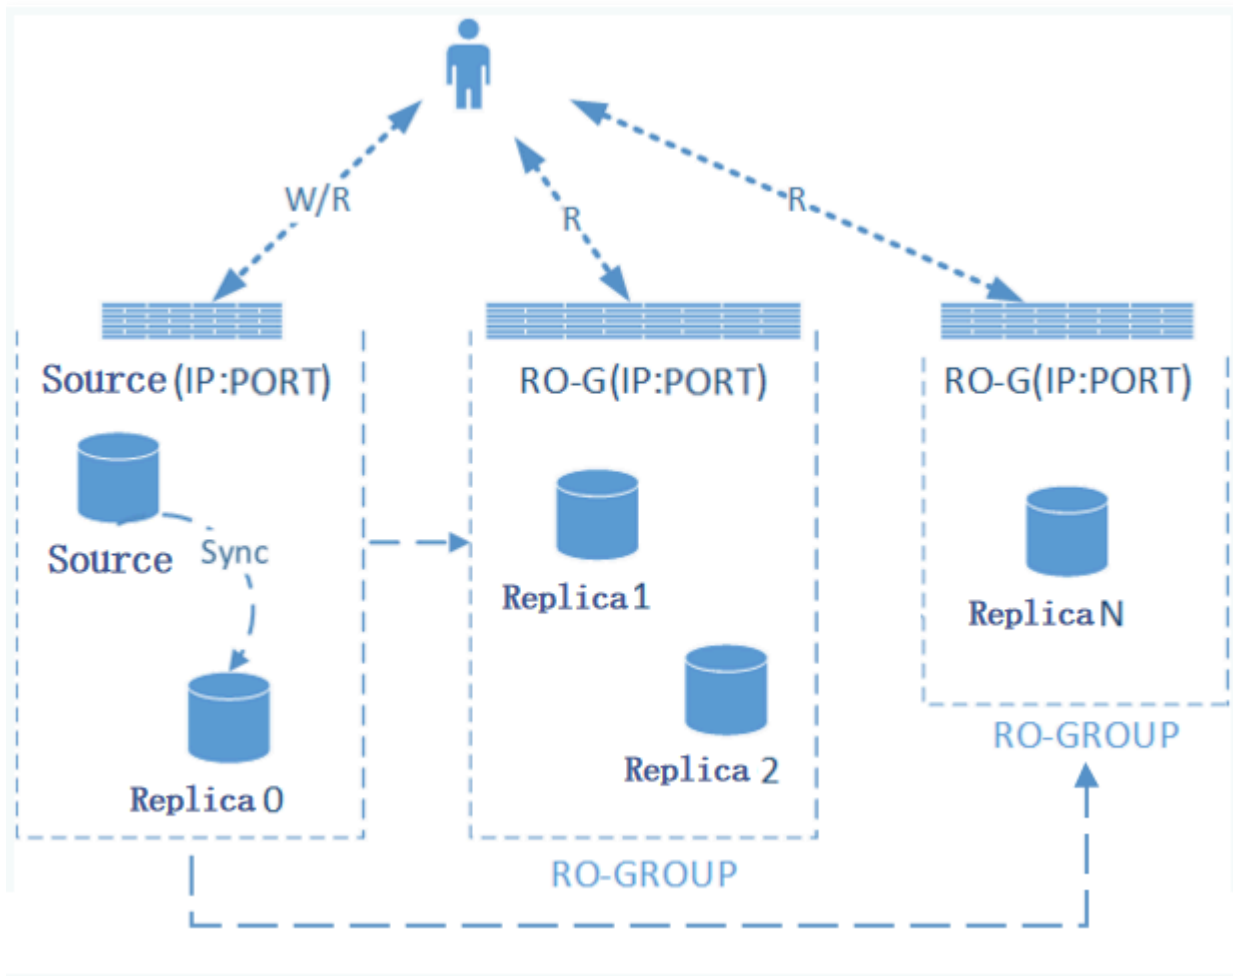 W/R
R
R
Source(IP:PORT)
RO-G(IP:PORT)
RO-G(IP:PORT)
Source
Sync
Replica 0
Replica 1
Replica 2
RO-GROUP
Replica N
RO-GROUP